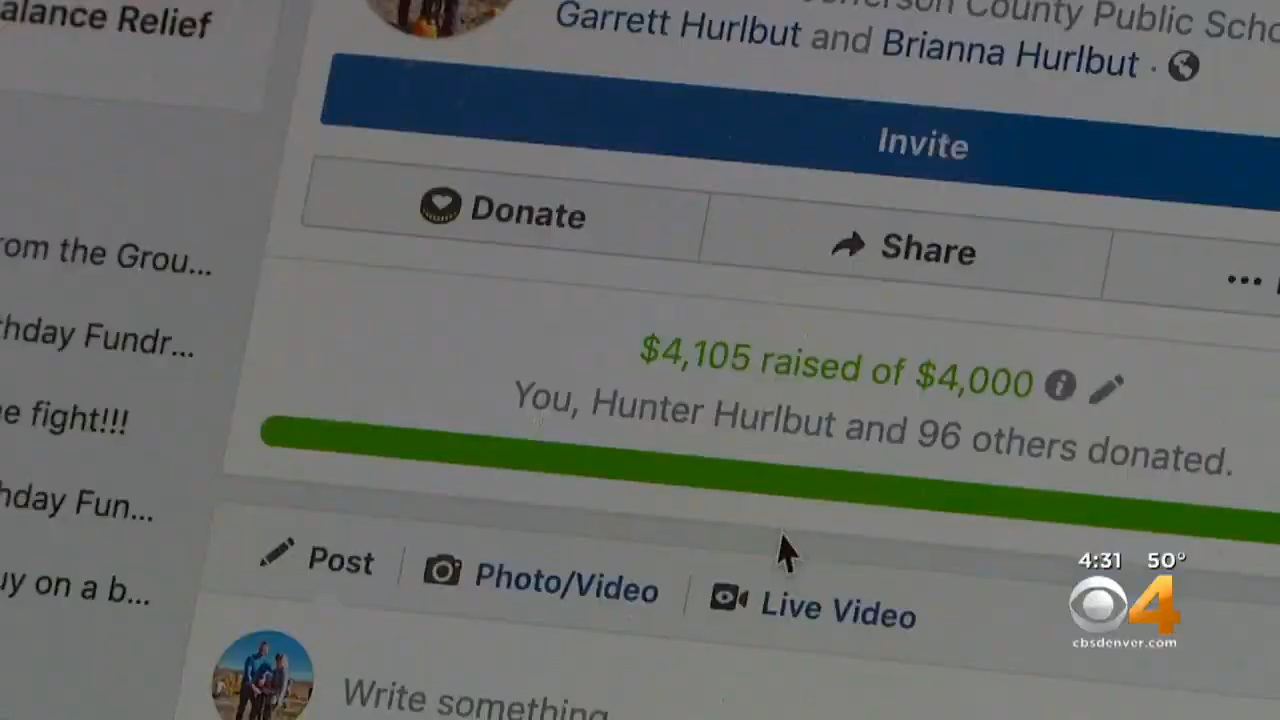 alance Relief
County Public
Garrett Hurlbut and Brianna Hurlbut
Invite
Donate
Share
rom the Grou...
$4,105 raised of $4,000
hday Fundr...
You, Hunter Hurlbut and 96 others donated.
e fight!!!
hday Fun...
Post
Photo/Video
Live Video
uy on a b...
Write something
4:31 50°
4
cbsdenver.com